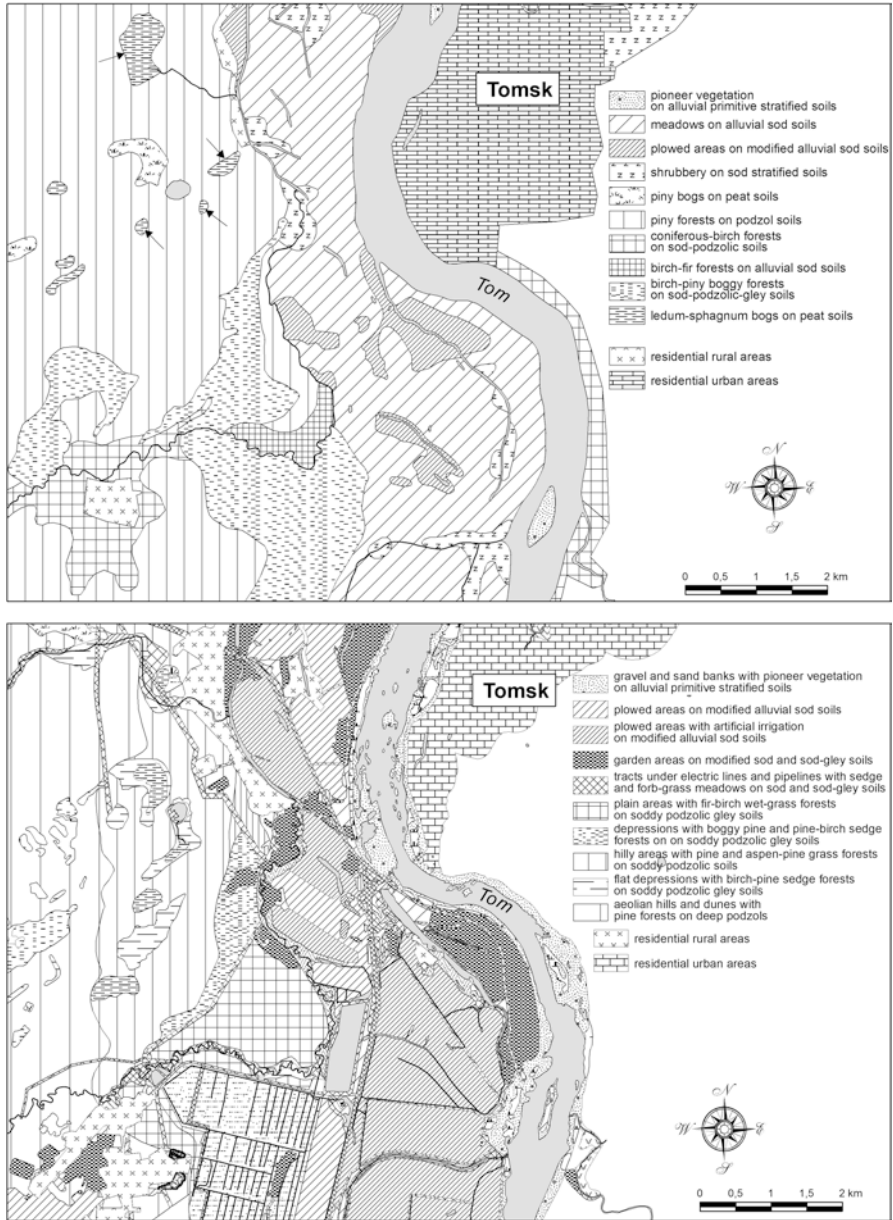 Tomsk
pioneer vegetation
on alluvial primitive stratified soils
meadows on alluvial sod soils
plowed areas on modified alluvial sod soils
shrubbery on sod stratified soils
piny bogs on peat soils
piny forests on podzol soils
coniferous-birch forests
on sod-podzolic soils
birch-fir forests on alluvial sod soils
birch-piny boggy forests
on sod-podzolic-gley soils
ledum-sphagnum bogs on peat soils
residential rural areas
residential urban areas
Tom
N
W E
S
0 0,5 1 1,5 2 km
Tomsk
gravel and sand banks with pioneer vegetation
on alluvial primitive stratified soils
plowed areas on modified alluvial sod soils
plowed areas with artificial irrigation
on modified alluvial sod soils
garden areas on modified sod and sod-gley soils
tracts under electric lines and pipelines with sedge
and forb-grass meadows on sod and sod-gley soils
plain areas with fir-birch wet-grass forests
on soddy podzolic gley soils
depressions with boggy pine and pine-birch sedge
forests on on soddy podzolic gley soils
hilly areas with pine and aspen-pine grass forests
on soddy podzolic soils
flat depressions with birch-pine sedge forests
on soddy podzolic gley soils
aeolian hills and dunes with
pine forests on deep podzols
residential rural areas
residential urban areas
Tom
N
W E
S
0 0,5 1 1,5 2 km